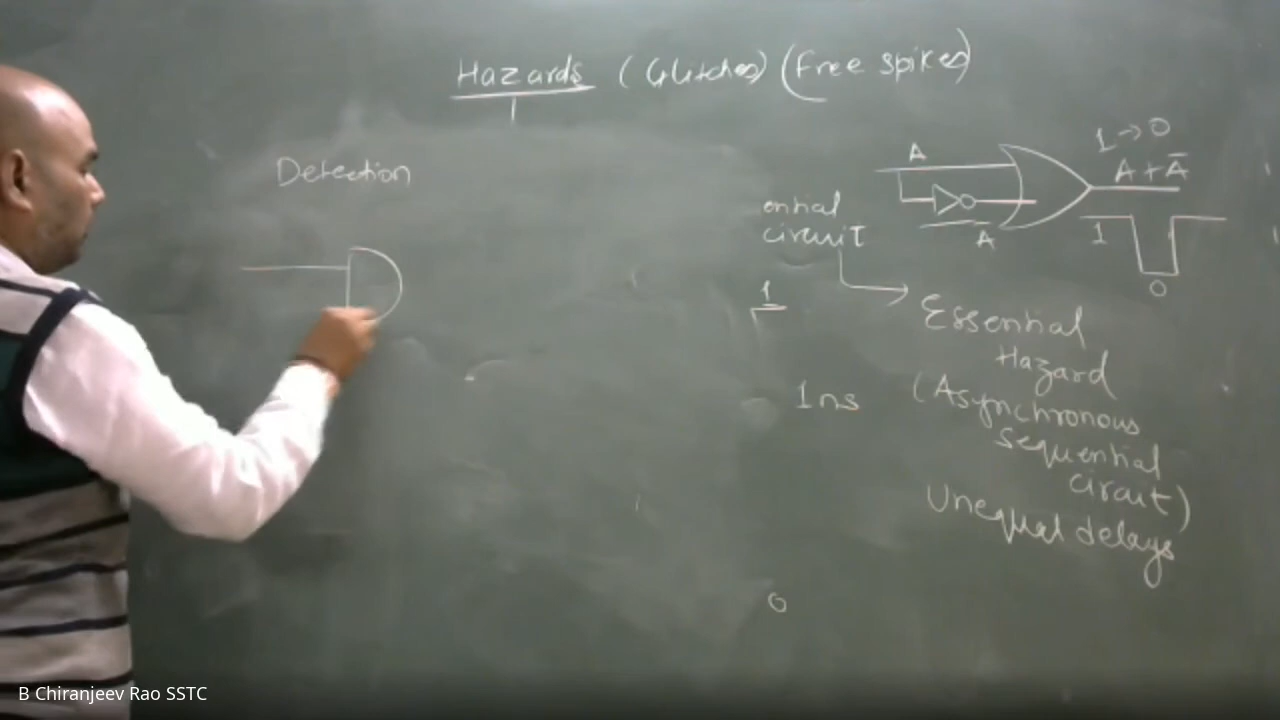 Hazards (Glitches) (Free spikes)
Detection
1→0
A
A+Ā
Ā
ential
circuit
1
0
1
Essential
Hazard
1ns
(Asynchronous
sequential
circuit)
Unequal delays
0
B Chiranjeev Rao SSTC